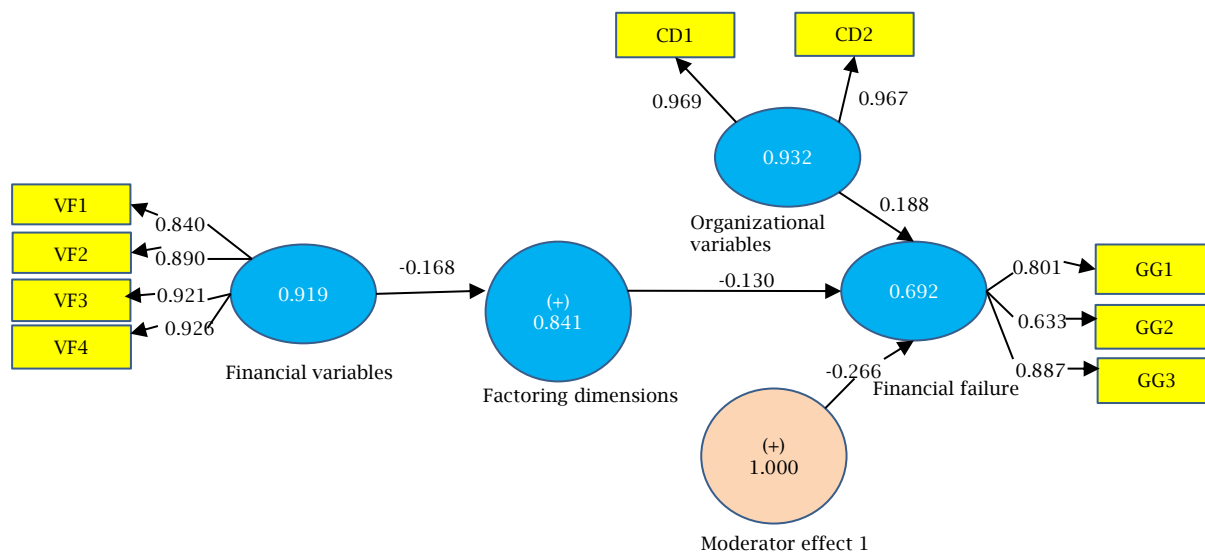 CD1
CD2
0.969
0.967
0.932
VF1
0.840
Organizational
variables
0.188
VF2
0.890
-0.168
-0.130
0.801
GG1
VF3
0.921
0.919
(+)
0.841
0.692
0.633
GG2
VF4
0.926
Financial variables
Factoring dimensions
-0.266
Financial failure
0.887
GG3
(+)
1.000
Moderator effect 1